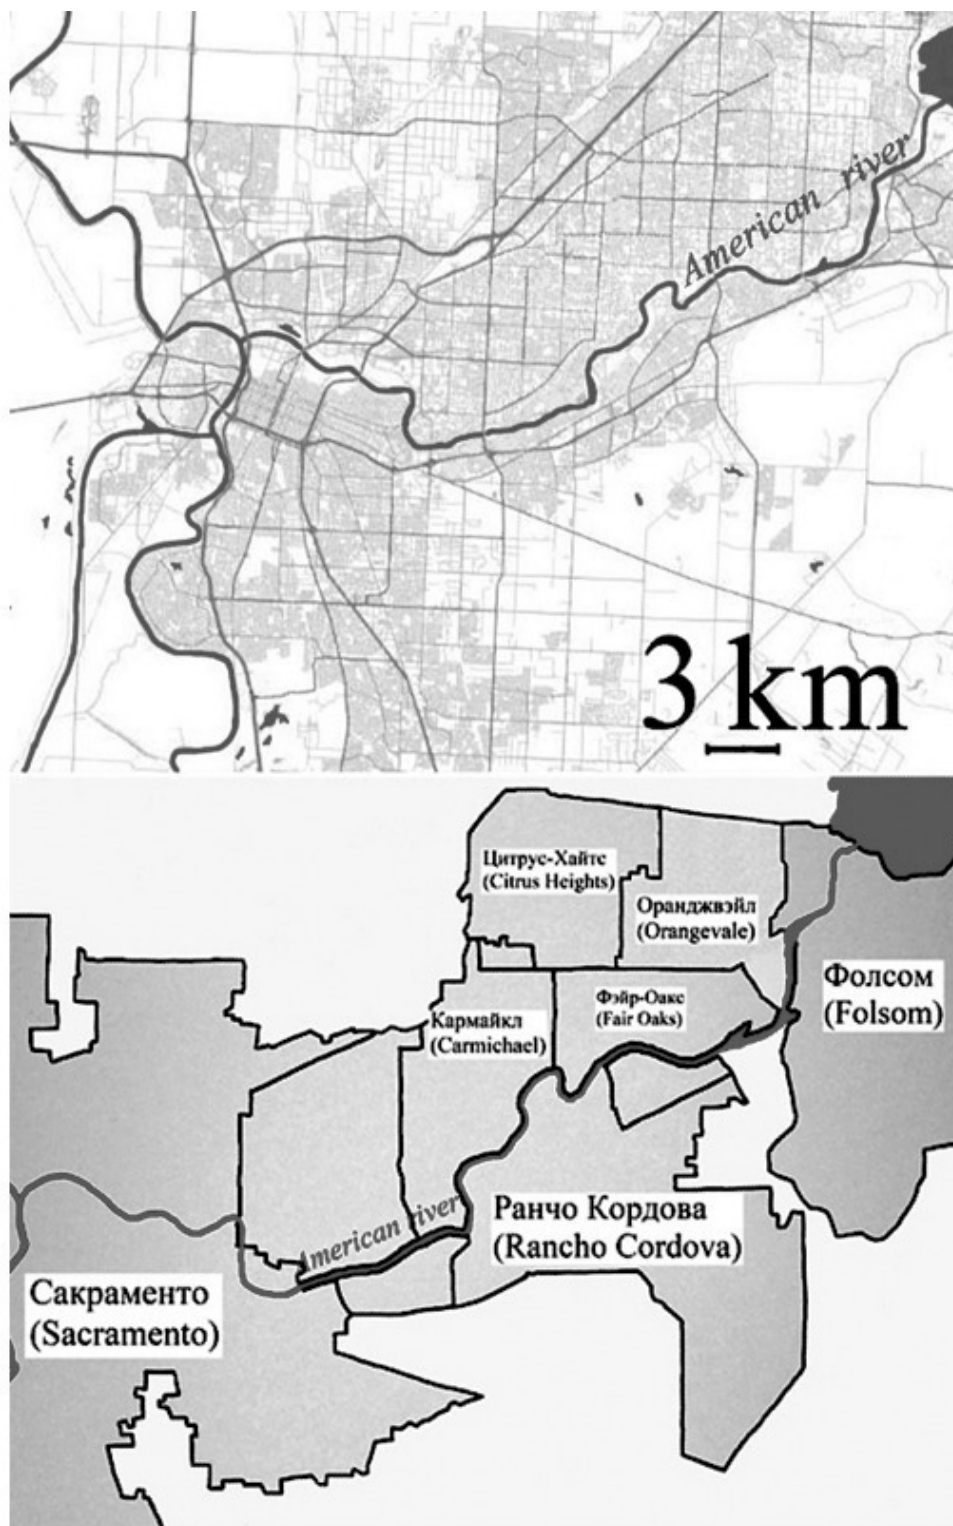 American river
3 km
Цитрус-Хайтс
(Citrus Heights)
Оранджвэйл
(Orangevale)
Фолсом
(Folsom)
Фэйр-Оакс
(Fair Oaks)
Кармайкл
(Carmichael)
American river
Ранчо Кордова
(Rancho Cordova)
Сакраменто
(Sacramento)